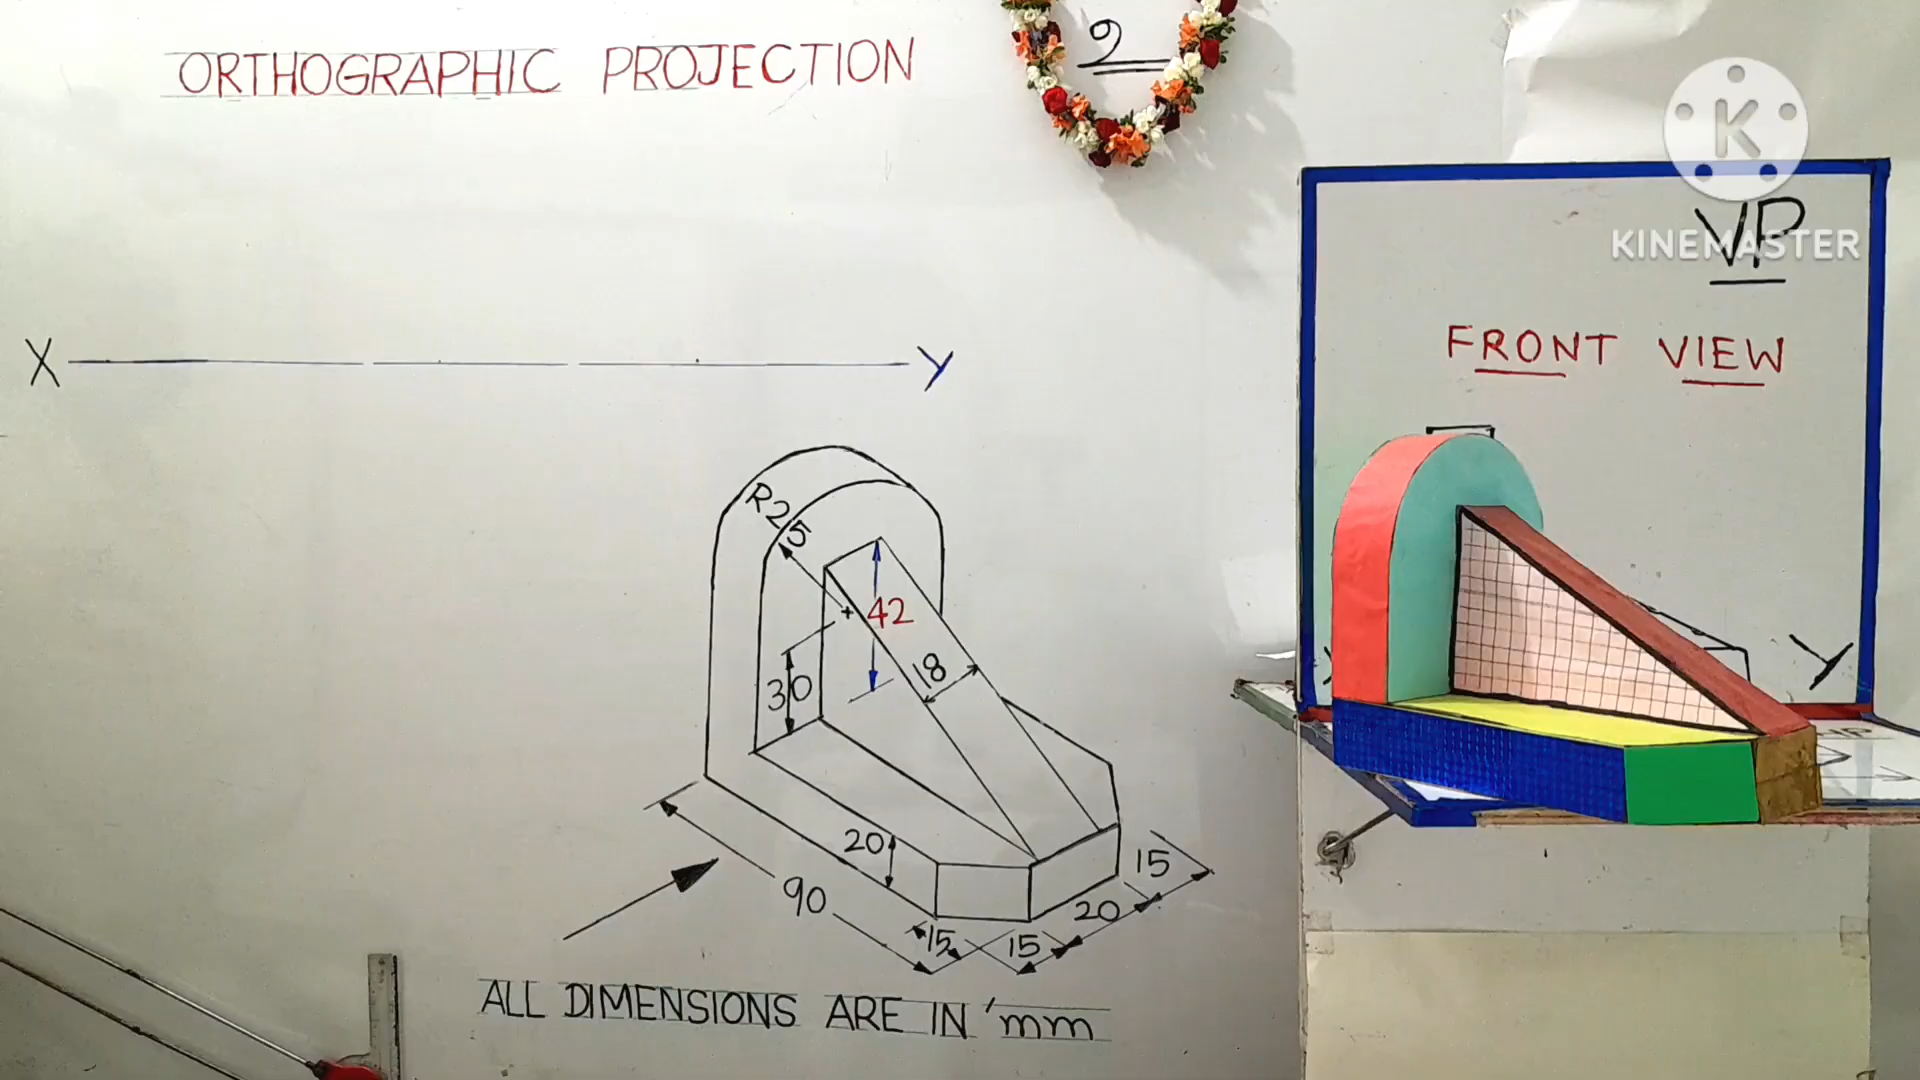 ORTHOGRAPHIC PROJECTION
2
K
KINEMASTER
VP
FRONT VIEW
X
Y
Y
R25
42
18
30
20
90
15
15
20
15
ALL DIMENSIONS ARE IN 'mm